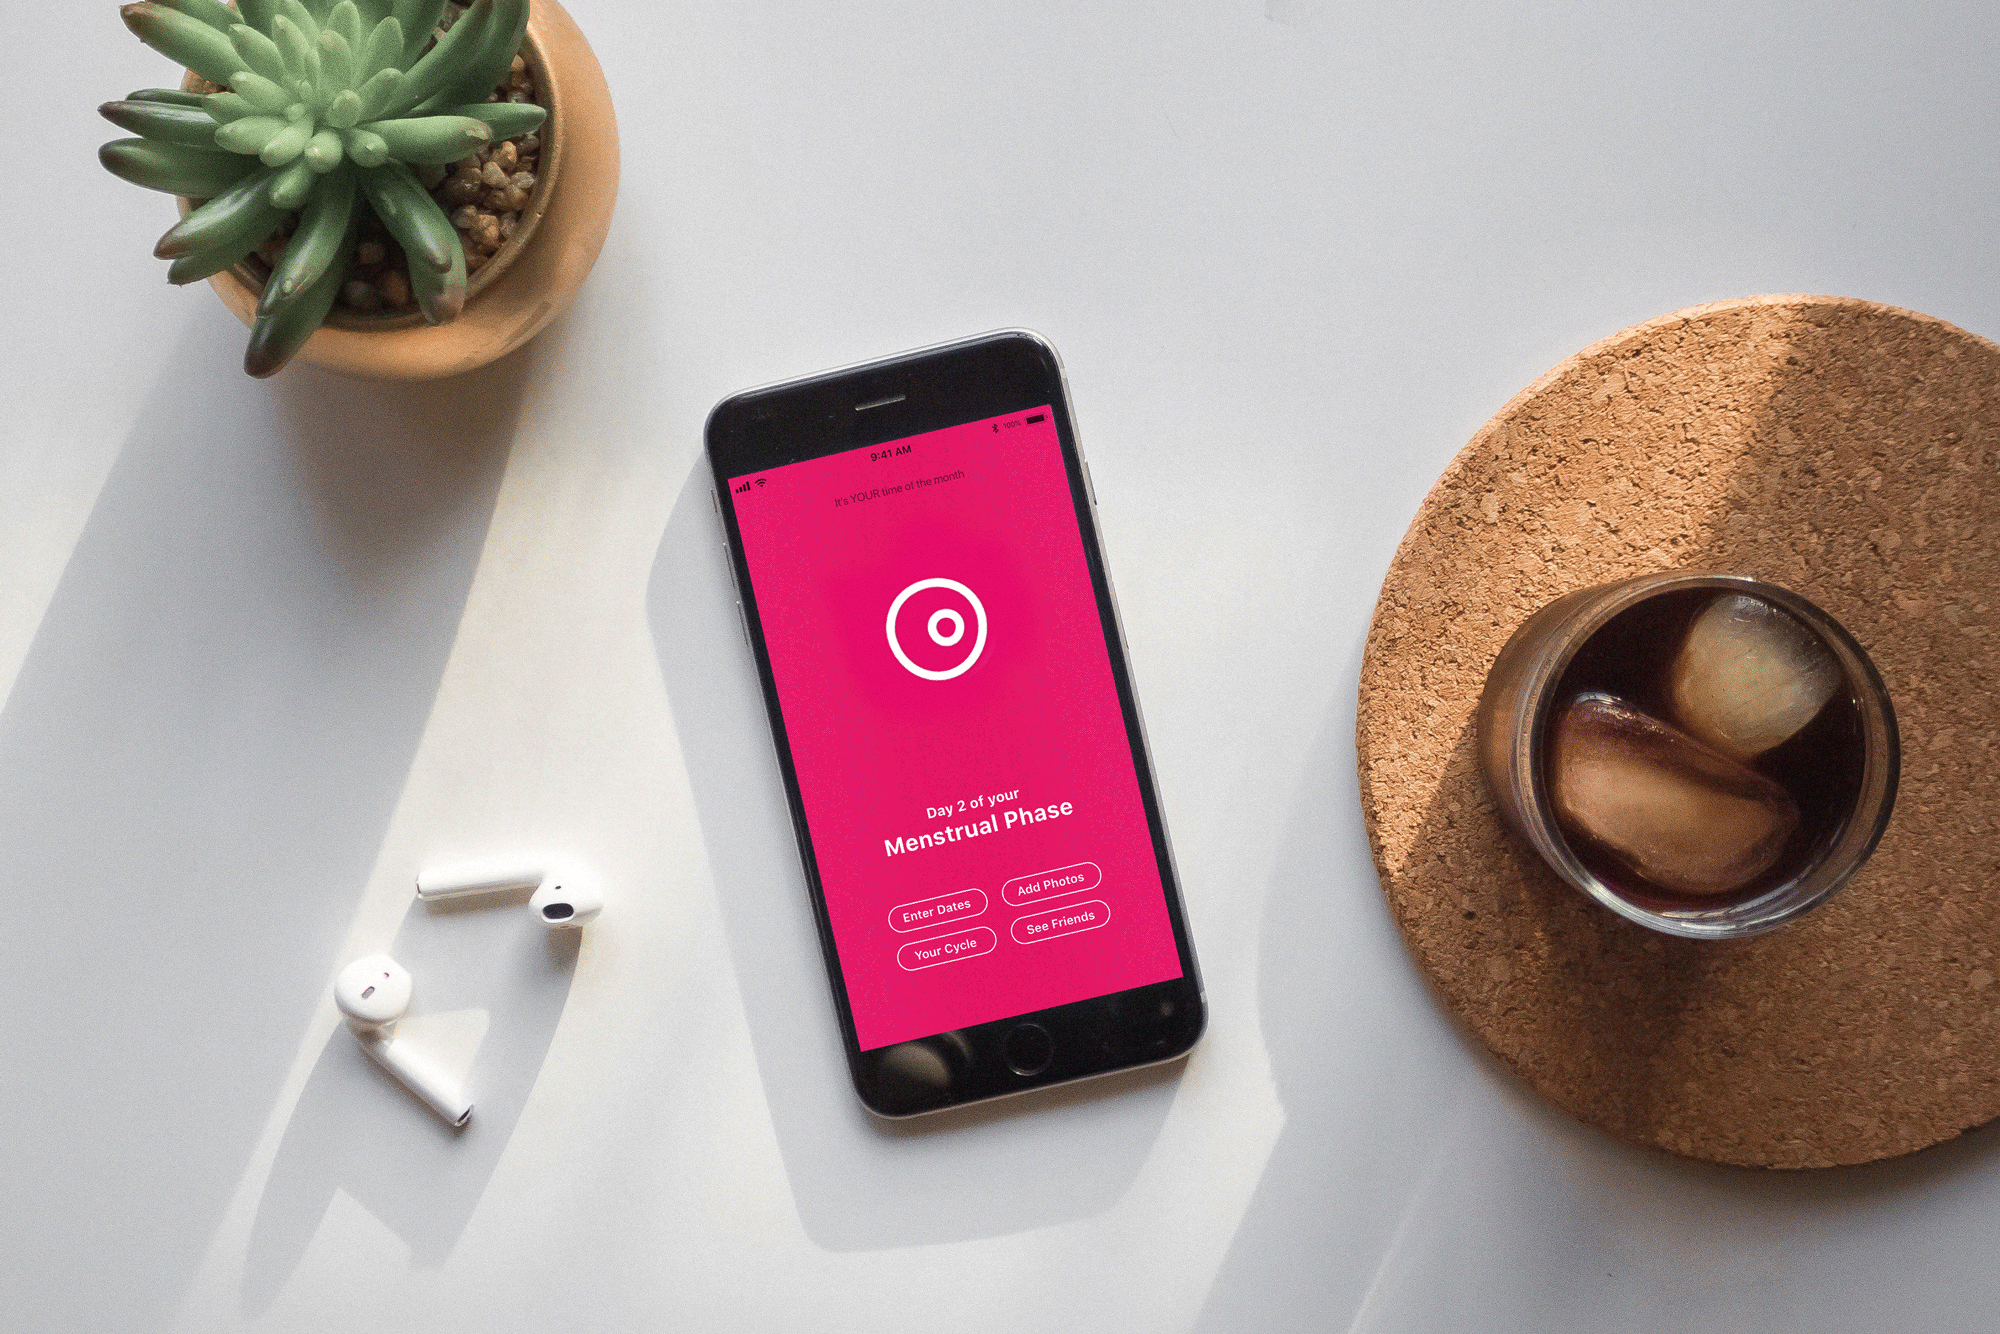 9:41 AM
100%
It's YOUR time of the month
Day 2 of your
Menstrual Phase
Enter Dates
Add Photos
Your Cycle
See Friends